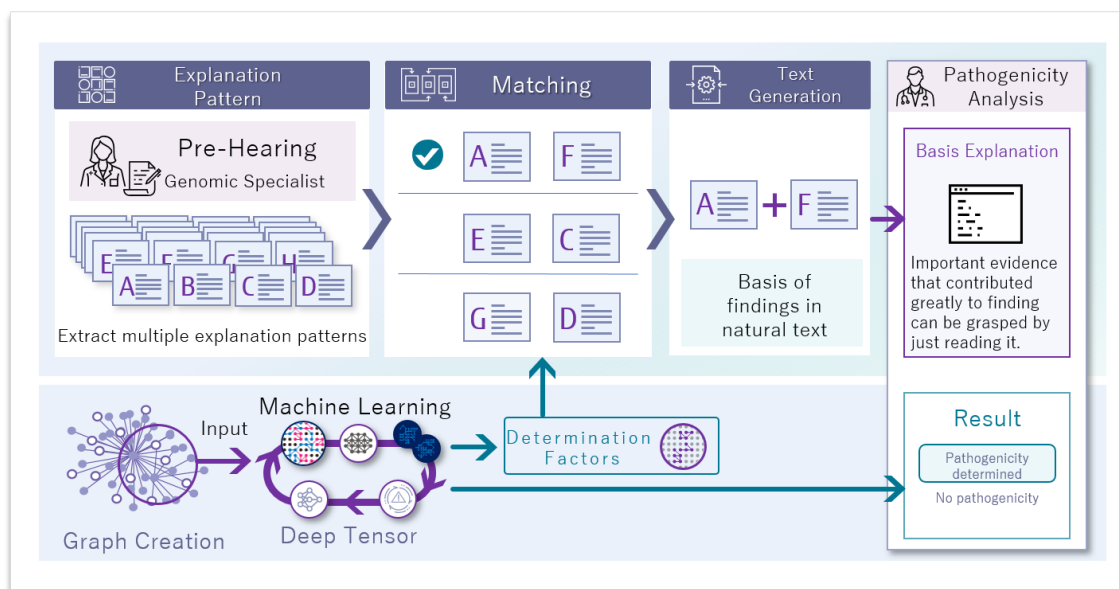 Explanation
Pattern
Pre-Hearing
Genomic Specialist
E F G H
A B C D
Extract multiple explanation patterns
Matching
A F
E C
G D
Text
Generation
A + F
Basis of
findings in
natural text
Pathogenicity
Analysis
Basis Explanation
Important evidence
that contributed
greatly to finding
can be grasped by
just reading it.
Graph Creation
Input
Machine Learning
Deep Tensor
Determination
Factors
Result
Pathogenicity
determined
No pathogenicity